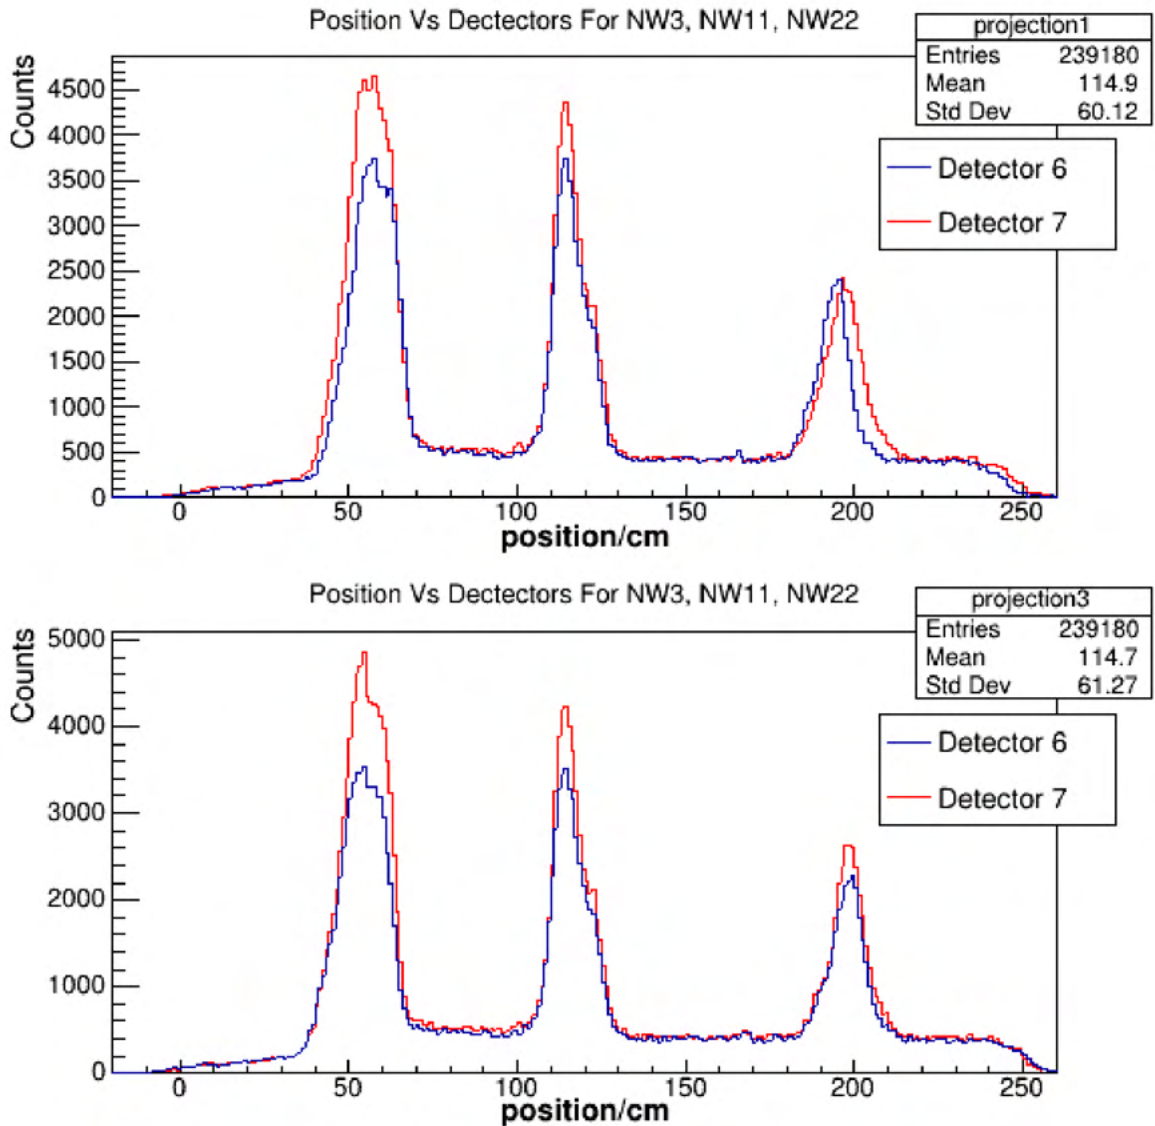 Position Vs Dectectors For NW3, NW11, NW22
projection1
Entries 239180
Mean 114.9
Std Dev 60.12
Detector 6
Detector 7
Counts
4500
4000
3500
3000
2500
2000
1500
1000
500
0
0 50 100 150 200 250
position/cm
Position Vs Dectectors For NW3, NW11, NW22
projection3
Entries 239180
Mean 114.7
Std Dev 61.27
Detector 6
Detector 7
Counts
5000
4000
3000
2000
1000
0
0 50 100 150 200 250
position/cm